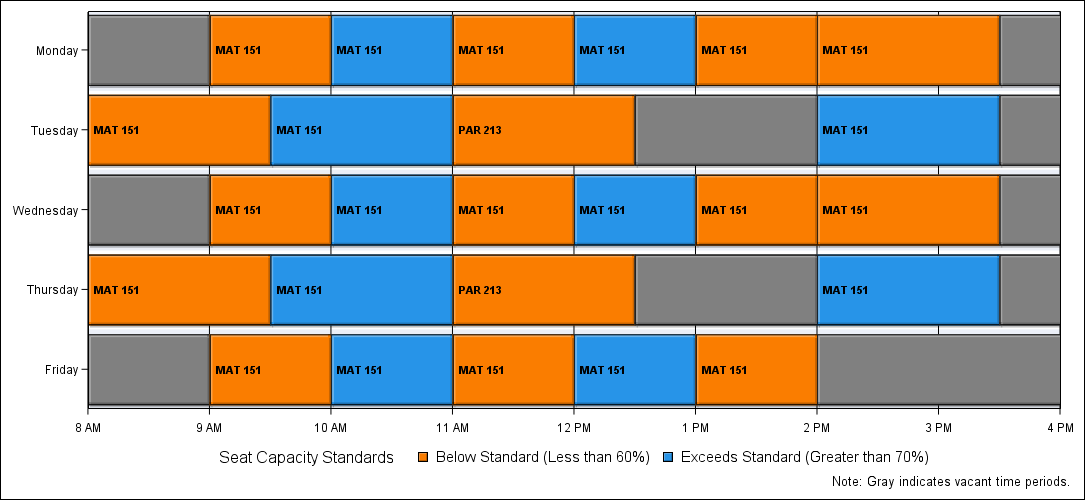 Monday MAT 151 MAT 151 MAT 151 MAT 151 MAT 151 MAT 151
Tuesday MAT 151 MAT 151 PAR 213 MAT 151
Wednesday MAT 151 MAT 151 MAT 151 MAT 151 MAT 151 MAT 151
Thursday MAT 151 MAT 151 PAR 213 MAT 151
Friday MAT 151 MAT 151 MAT 151 MAT 151 MAT 151
8 AM 9 AM 10 AM 11 AM 12 PM 1 PM 2 PM 3 PM 4 PM
Seat Capacity Standards Below Standard (Less than 60%) Exceeds Standard (Greater than 70%)
Note: Gray indicates vacant time periods.